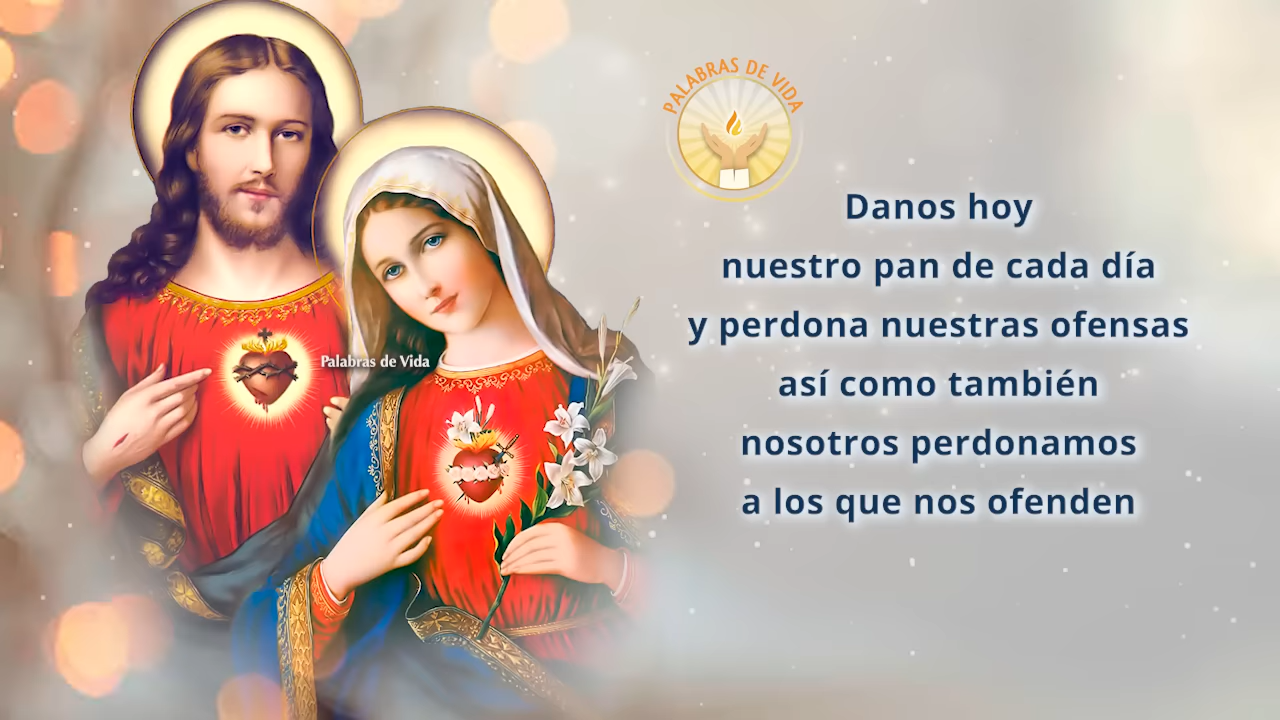 PALABRAS DE VIDA
Danos hoy
nuestro pan de cada día
y perdona nuestras ofensas
así como también
nosotros perdonamos
a los que nos ofenden
Palabras de Vida